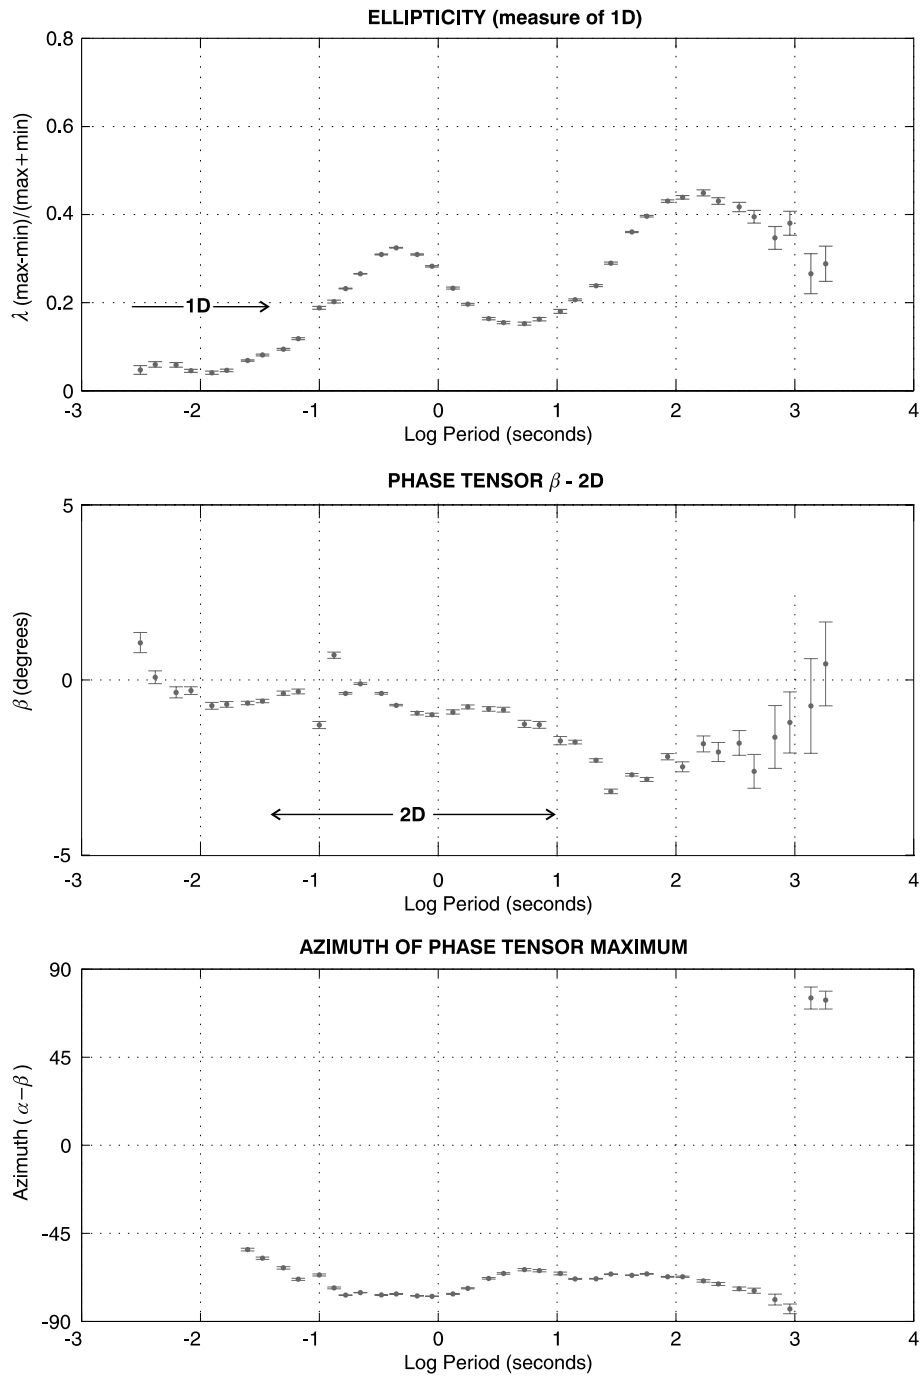 ELLIPTICITY (measure of 1D)
0.8
0.6
0.4
0.2
0
λ (max-min)/(max+min)
1D
-3 -2 -1 0 1 2 3 4
Log Period (seconds)
PHASE TENSOR β - 2D
5
0
-5
β (degrees)
2D
-3 -2 -1 0 1 2 3 4
Log Period (seconds)
AZIMUTH OF PHASE TENSOR MAXIMUM
90
45
0
-45
-90
Azimuth (α−β)
-3 -2 -1 0 1 2 3 4
Log Period (seconds)